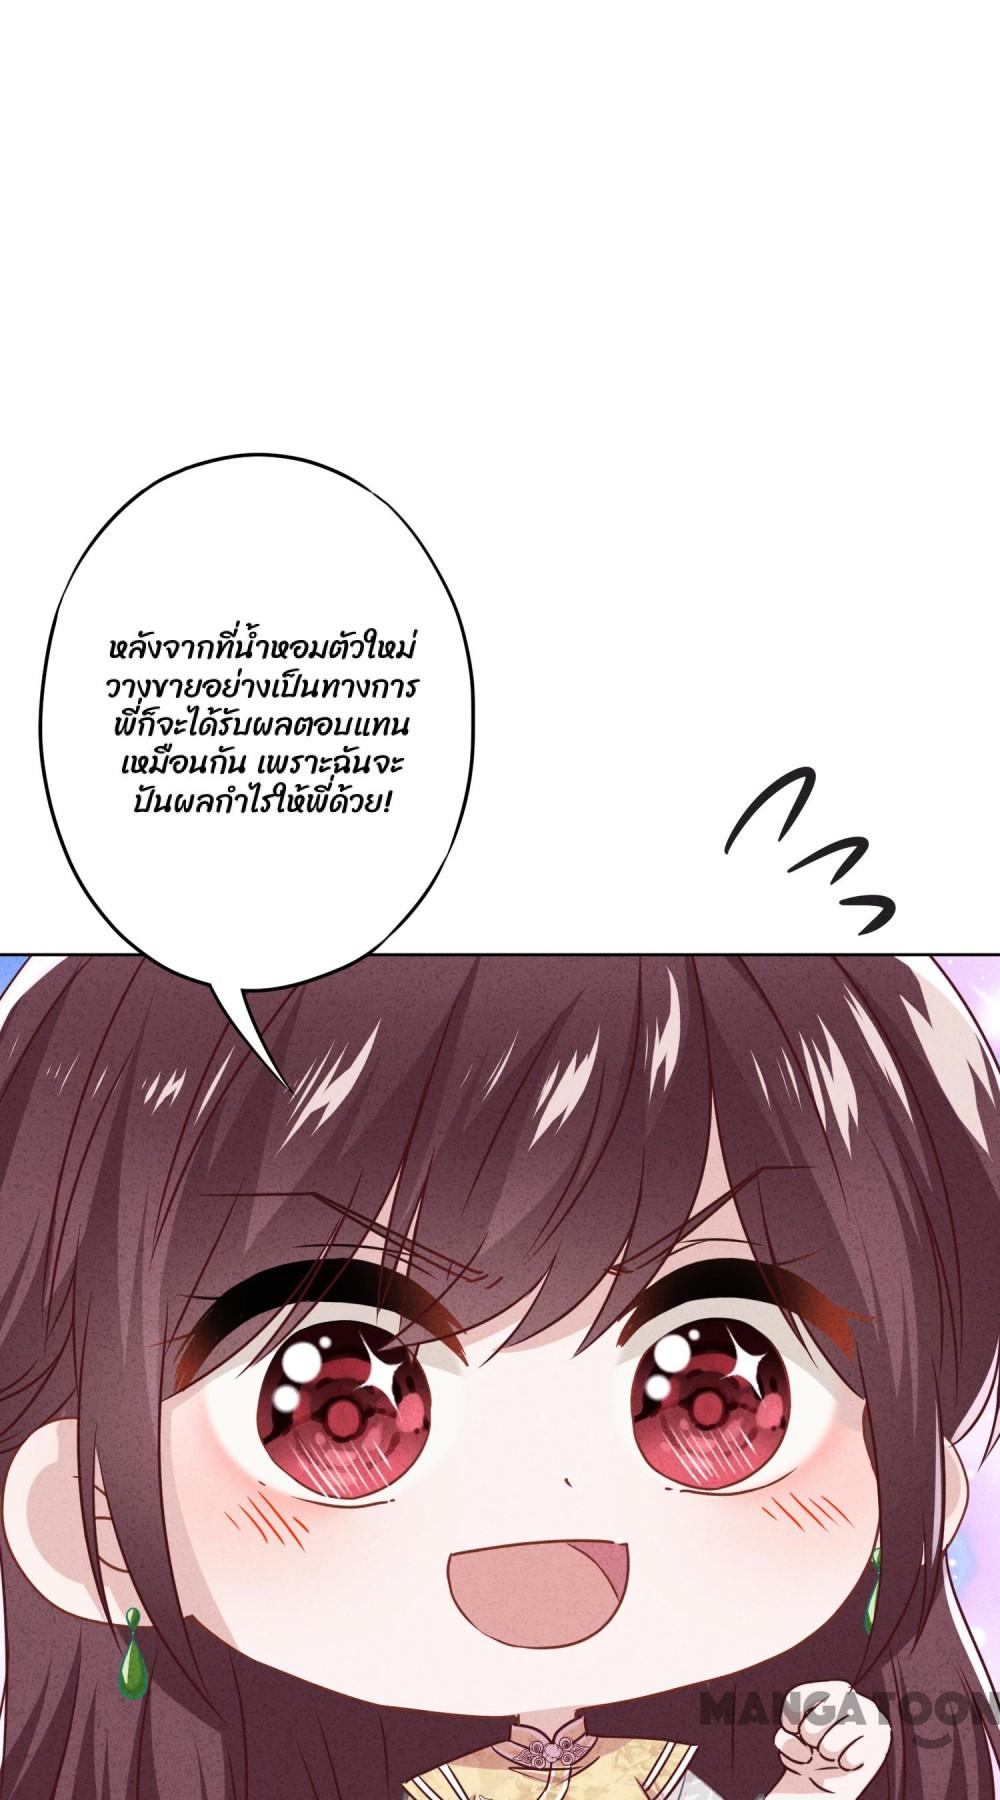 หลังจากที่น้ำหอมตัวใหม่
วางขายอย่างเป็นทางการ
พี่ก็จะได้รับผลตอบแทน
เหมือนกัน เพราะฉันจะ
ปันผลกำไรให้พี่ด้วย!
MANGATOON